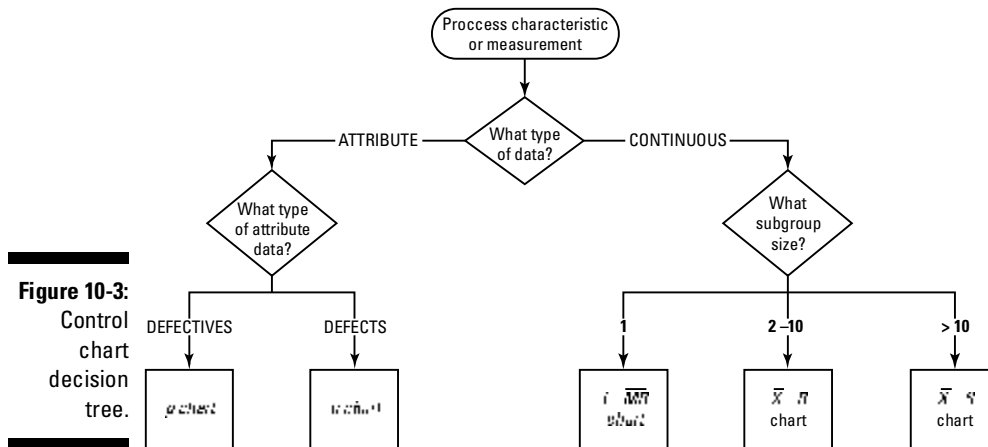 Proccess characteristic
or measurement
What type
of data?
ATTRIBUTE
CONTINUOUS
What type
of attribute
data?
What
subgroup
size?
Figure 10-3:
Control
chart
decision
tree.
DEFECTIVES
DEFECTS
1
2–10
> 10
chart
X̅
chart
X̅
chart